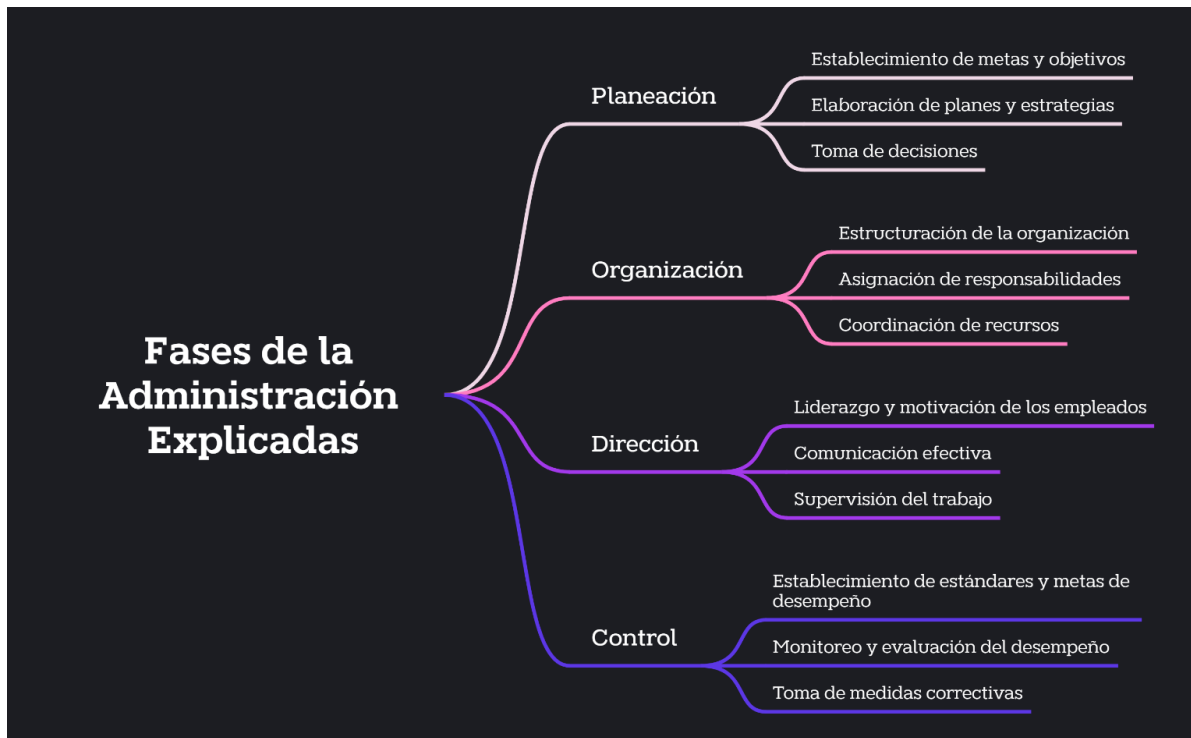 Fases de la
Administración
Explicadas
Planeación
Establecimiento de metas y objetivos
Elaboración de planes y estrategias
Toma de decisiones
Organización
Estructuración de la organización
Asignación de responsabilidades
Coordinación de recursos
Dirección
Liderazgo y motivación de los empleados
Comunicación efectiva
Supervisión del trabajo
Control
Establecimiento de estándares y metas de
desempeño
Monitoreo y evaluación del desempeño
Toma de medidas correctivas